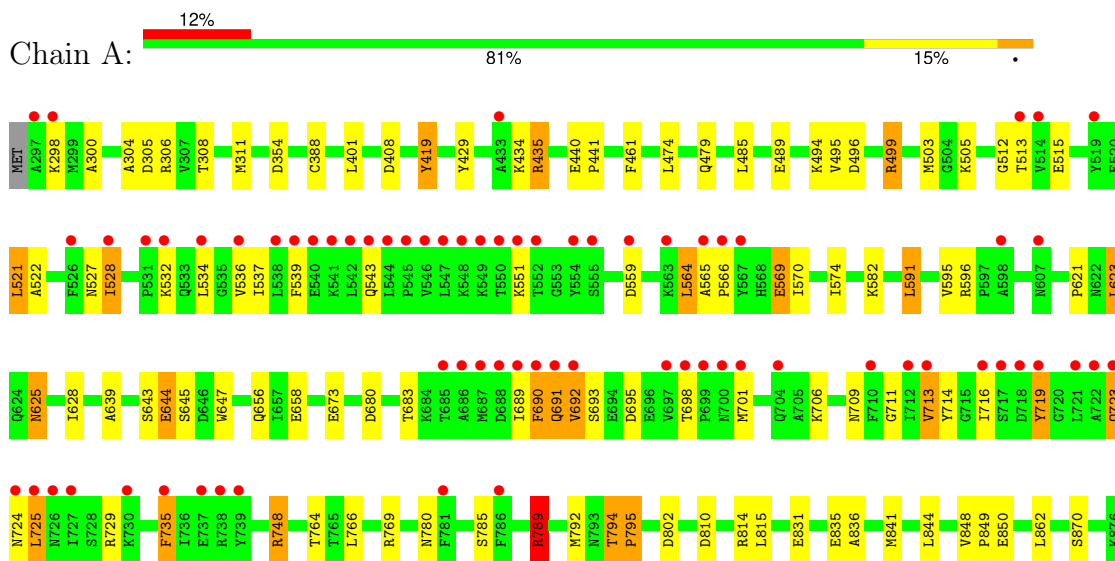 12%
Chain A:
81% 15% •
MET A297 K298 M299 A300 A304 D305 R306 V307 T308 M311 D354 C388 L401 D408 Y419 Y429 A433 K434 R435 E440 P441 F461 L474 Q479 L485 E489 K494 V495 D496 R499 M503 G504 K505 G512 T513 V514 E515 Y519 E520
L521 A522 F526 N527 I528 P531 K532 Q533 L534 G535 V536 I537 L538 F539 E540 K541 L542 Q543 L544 P545 V546 L547 K548 K549 T550 K551 T552 G553 Y554 S555 D559 K563 L564 A565 P566 Y567 H568 E569 I570 I574 K582 L591 V595 R596 P597 A598 N607 P621 N622 L623
Q624 N625 I628 A639 S643 E644 S645 D646 W647 Q656 I657 E658 E673 D680 T683 K684 T685 A686 M687 D688 I689 F690 Q691 V692 S693 E694 D695 E696 V697 T698 P699 N700 M701 Q704 A705 K706 N709 F710 G711 I712 V713 Y714 G715 I716 S717 D718 Y719 G720 L721 A722 D723
N724 L725 N726 I727 S728 R729 K730 F735 I736 E737 R738 Y739 R748 T764 T765 L766 R769 N780 F781 S785 F786 R789 M792 N793 T794 P795 D802 D810 R814 L815 E831 E835 A836 M841 L844 V848 P849 E850 L862 S870 K876